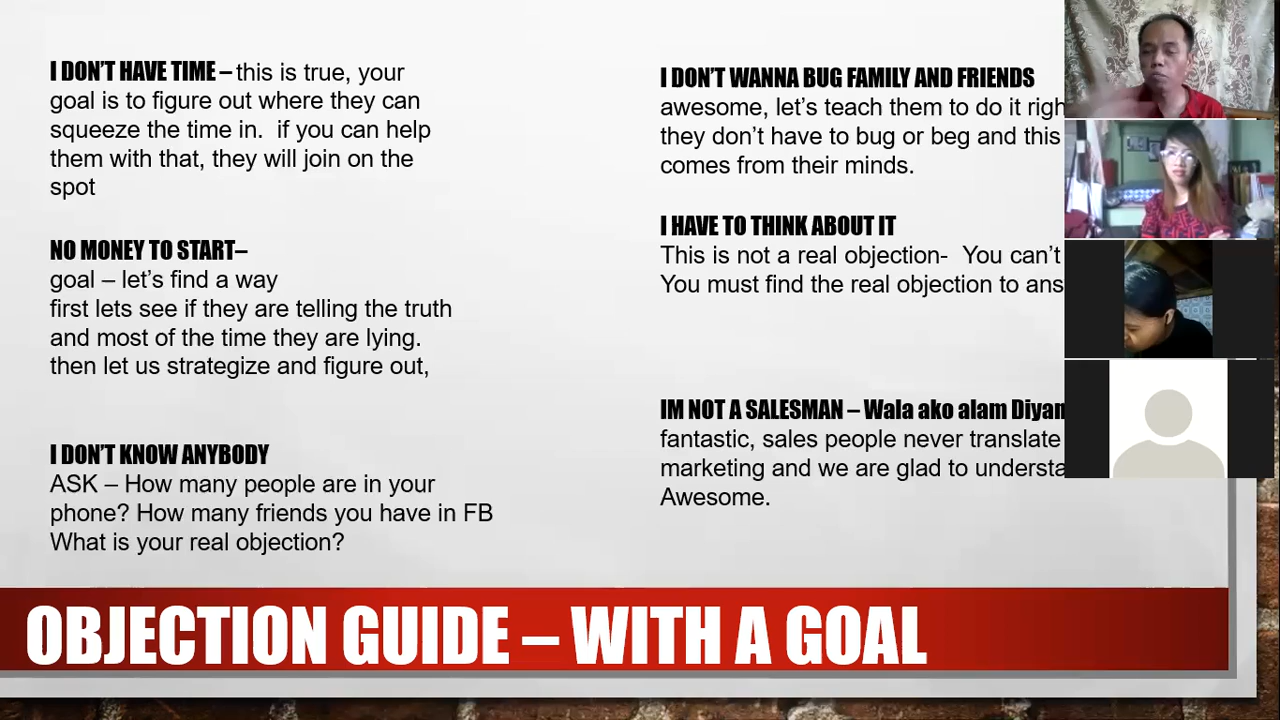 I DON'T HAVE TIME – this is true, your
goal is to figure out where they can
squeeze the time in.  if you can help
them with that, they will join on the
spot
NO MONEY TO START–
goal – let's find a way
first lets see if they are telling the truth
and most of the time they are lying.
then let us strategize and figure out,
I DON'T KNOW ANYBODY
ASK – How many people are in your
phone? How many friends you have in FB
What is your real objection?
I DON'T WANNA BUG FAMILY AND FRIENDS
awesome, let's teach them to do it
they don't have to bug or beg and this
comes from their minds.
I HAVE TO THINK ABOUT IT
This is not a real objection-  You can't
You must find the real objection to
IM NOT A SALESMAN – Wala ako alam
fantastic, sales people never translate
marketing and we are glad to
Awesome.
OBJECTION GUIDE – WITH A GOAL